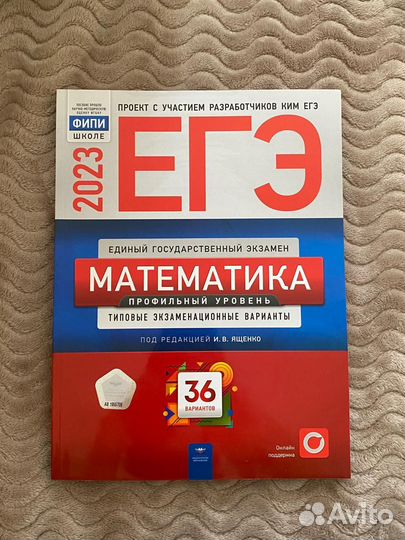 ПРОЕКТ С УЧАСТИЕМ РАЗРАБОТЧИКОВ КИМ ЕГЭ
ФИПИ
ШКОЛЕ
2023
ЕГЭ
ЕДИНЫЙ ГОСУДАРСТВЕННЫЙ ЭКЗАМЕН
МАТЕМАТИКА
ПРОФИЛЬНЫЙ УРОВЕНЬ
ТИПОВЫЕ ЭКЗАМЕНАЦИОННЫЕ ВАРИАНТЫ
ПОД РЕДАКЦИЕЙ И. В. ЯЩЕНКО
36
ВАРИАНТОВ
Онлайн
поддержка
Avito